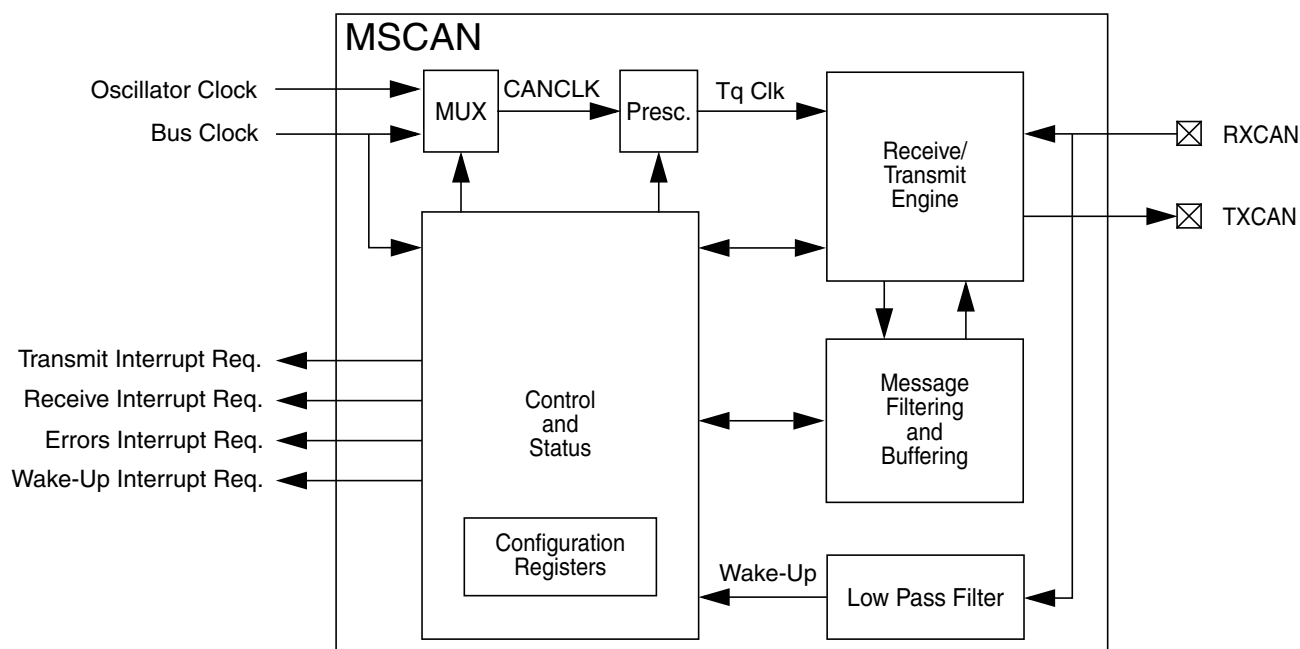 MSCAN
Oscillator Clock
Bus Clock
MUX
CANCLK
Presc.
Tq Clk
Receive/
Transmit
Engine
RXCAN
TXCAN
Transmit Interrupt Req.
Receive Interrupt Req.
Errors Interrupt Req.
Wake-Up Interrupt Req.
Control
and
Status
Message
Filtering
and
Buffering
Configuration
Registers
Wake-Up
Low Pass Filter